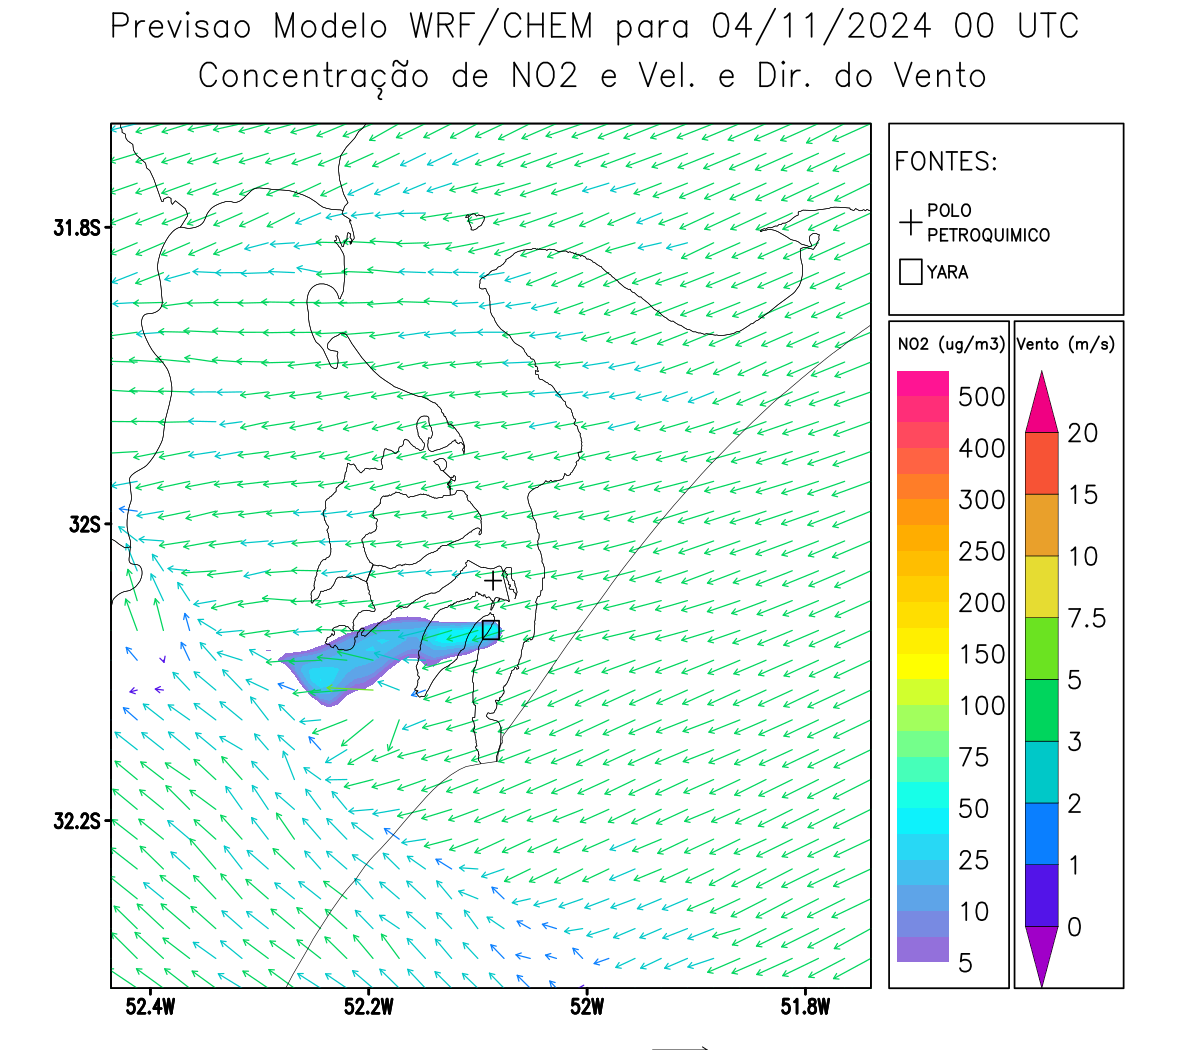 Previsao Modelo WRF/CHEM para 04/11/2024 00 UTC
Concentração de NO2 e Vel. e Dir. do Vento
FONTES:
POLO
PETROQUIMICO
YARA
NO2 (ug/m3)
500
400
300
250
200
150
100
75
50
25
10
5
Vento (m/s)
20
15
10
7.5
5
3
2
1
0
31.8S
32S
32.2S
52.4W
52.2W
52W
51.8W